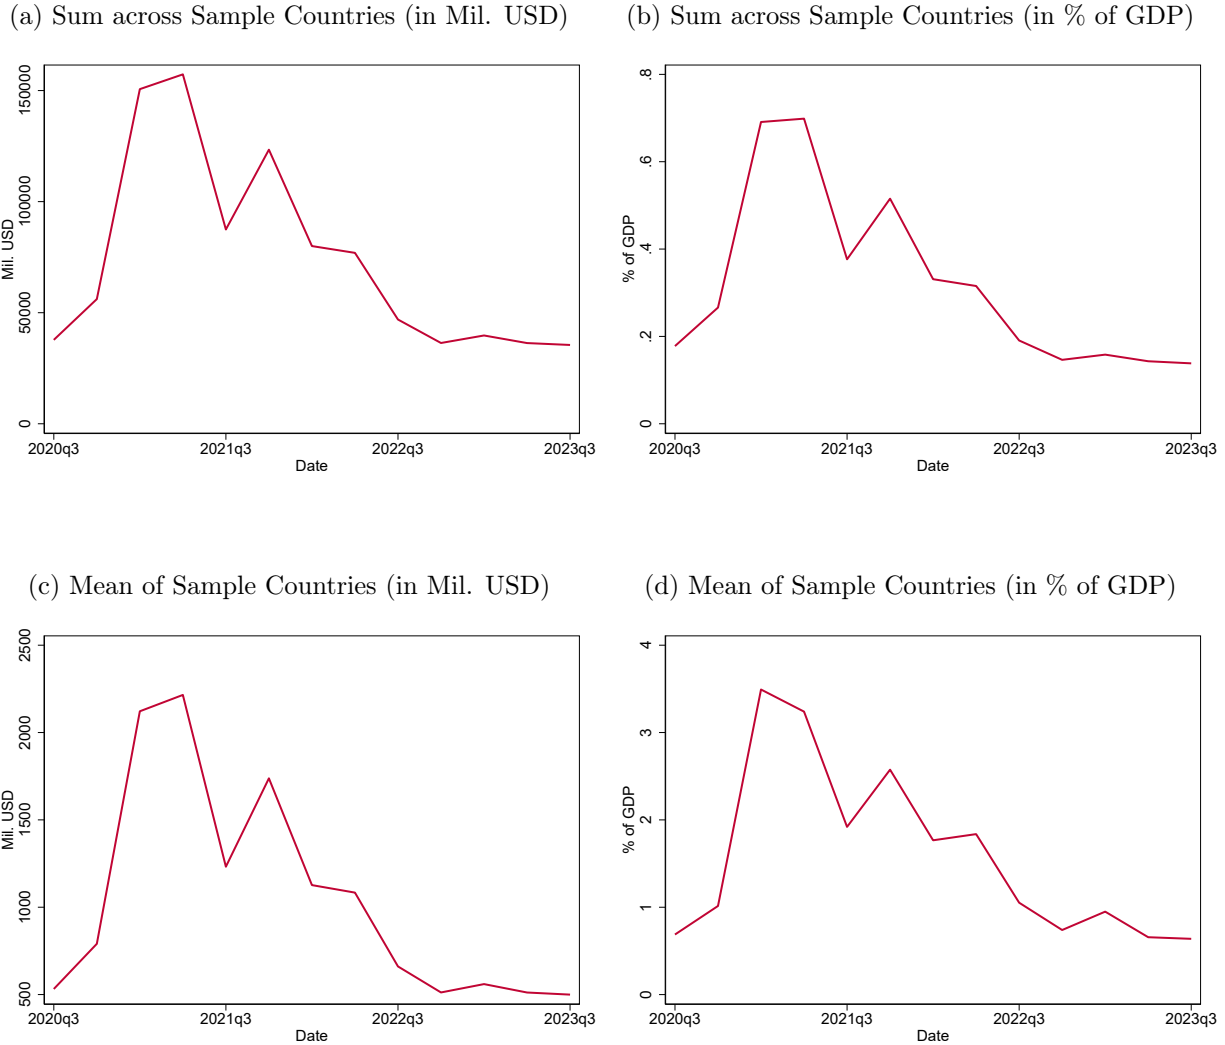 (a) Sum across Sample Countries (in Mil. USD)
Mil. USD
150000
100000
50000
0
2020q3 2021q3 2022q3 2023q3
Date
(b) Sum across Sample Countries (in % of GDP)
% of GDP
.8
.6
.4
.2
0
2020q3 2021q3 2022q3 2023q3
Date
(c) Mean of Sample Countries (in Mil. USD)
Mil. USD
2500
2000
1500
1000
500
2020q3 2021q3 2022q3 2023q3
Date
(d) Mean of Sample Countries (in % of GDP)
% of GDP
4
3
2
1
0
2020q3 2021q3 2022q3 2023q3
Date